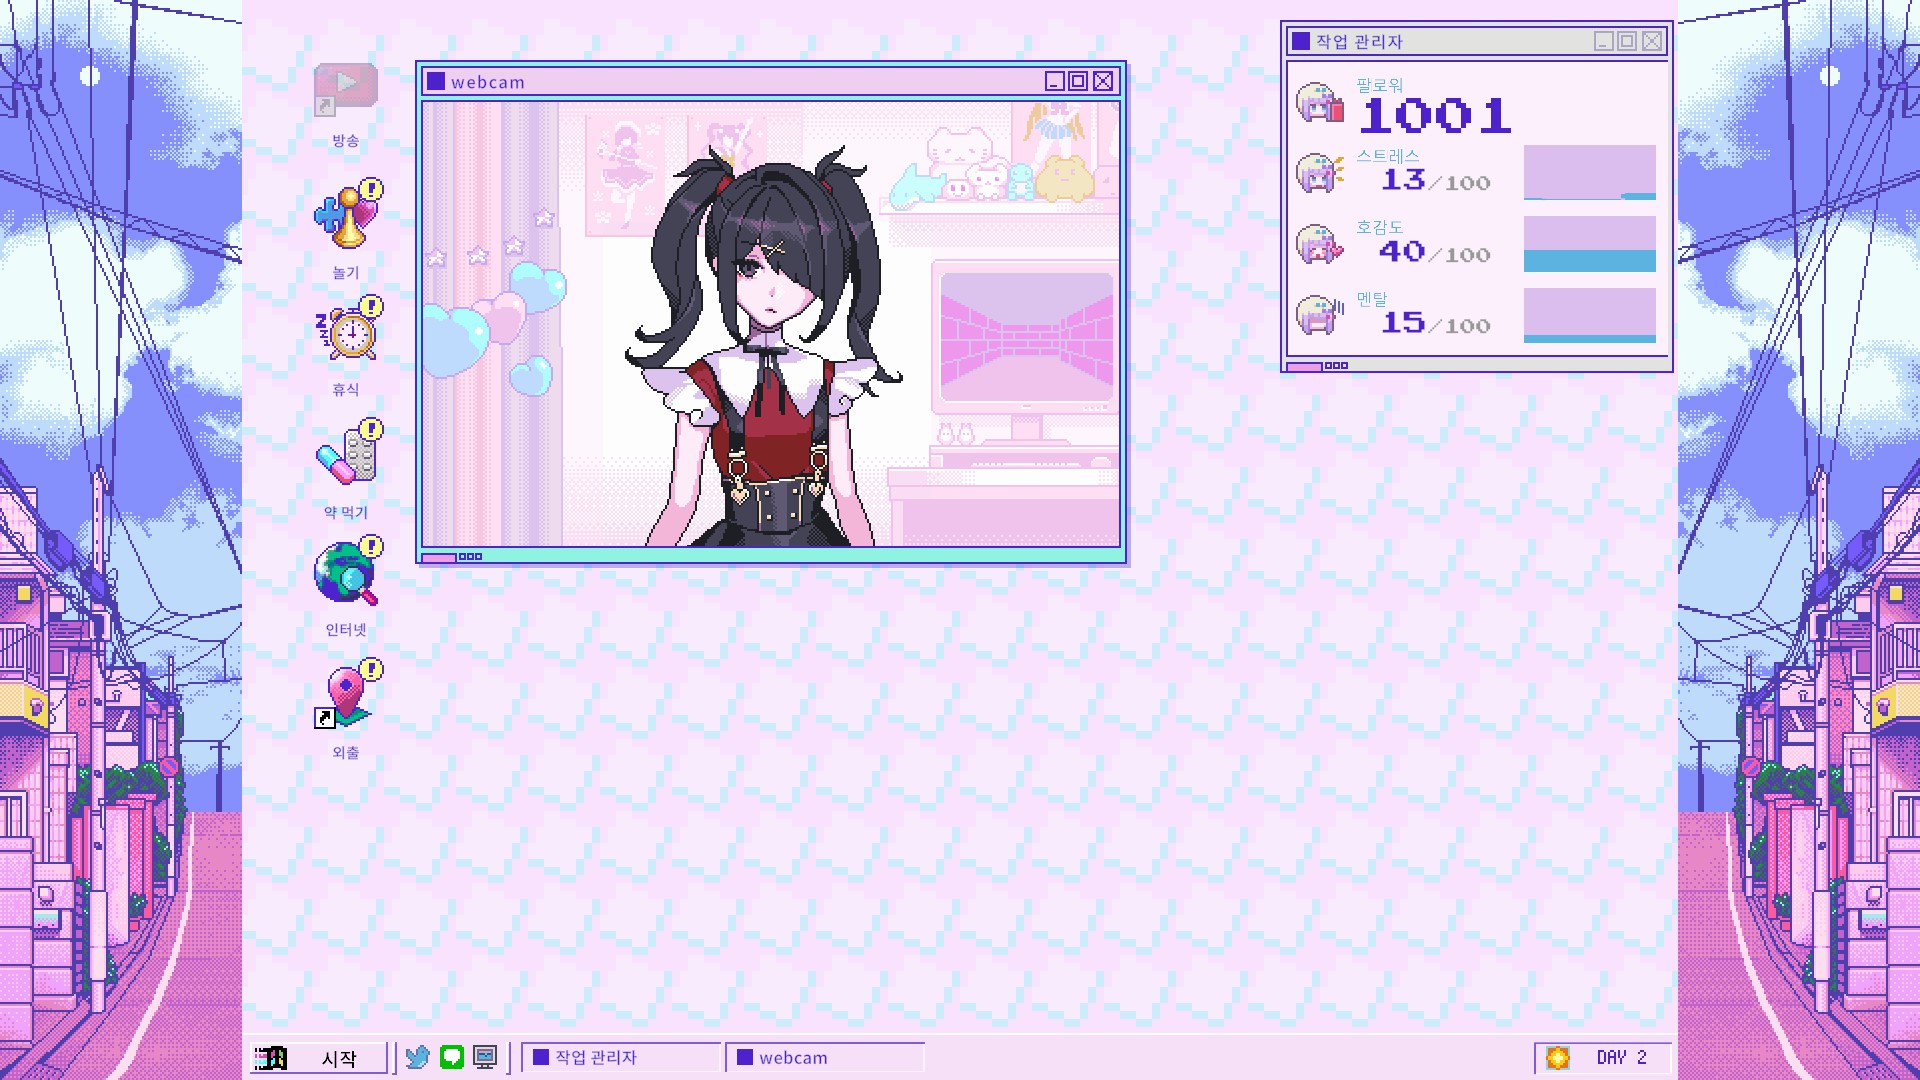 방송
놀기
휴식
약 먹기
인터넷
외출
webcam
작업 관리자
팔로워
1001
스트레스
13/100
호감도
40/100
멘탈
15/100
시작
작업 관리자
webcam
DAY 2